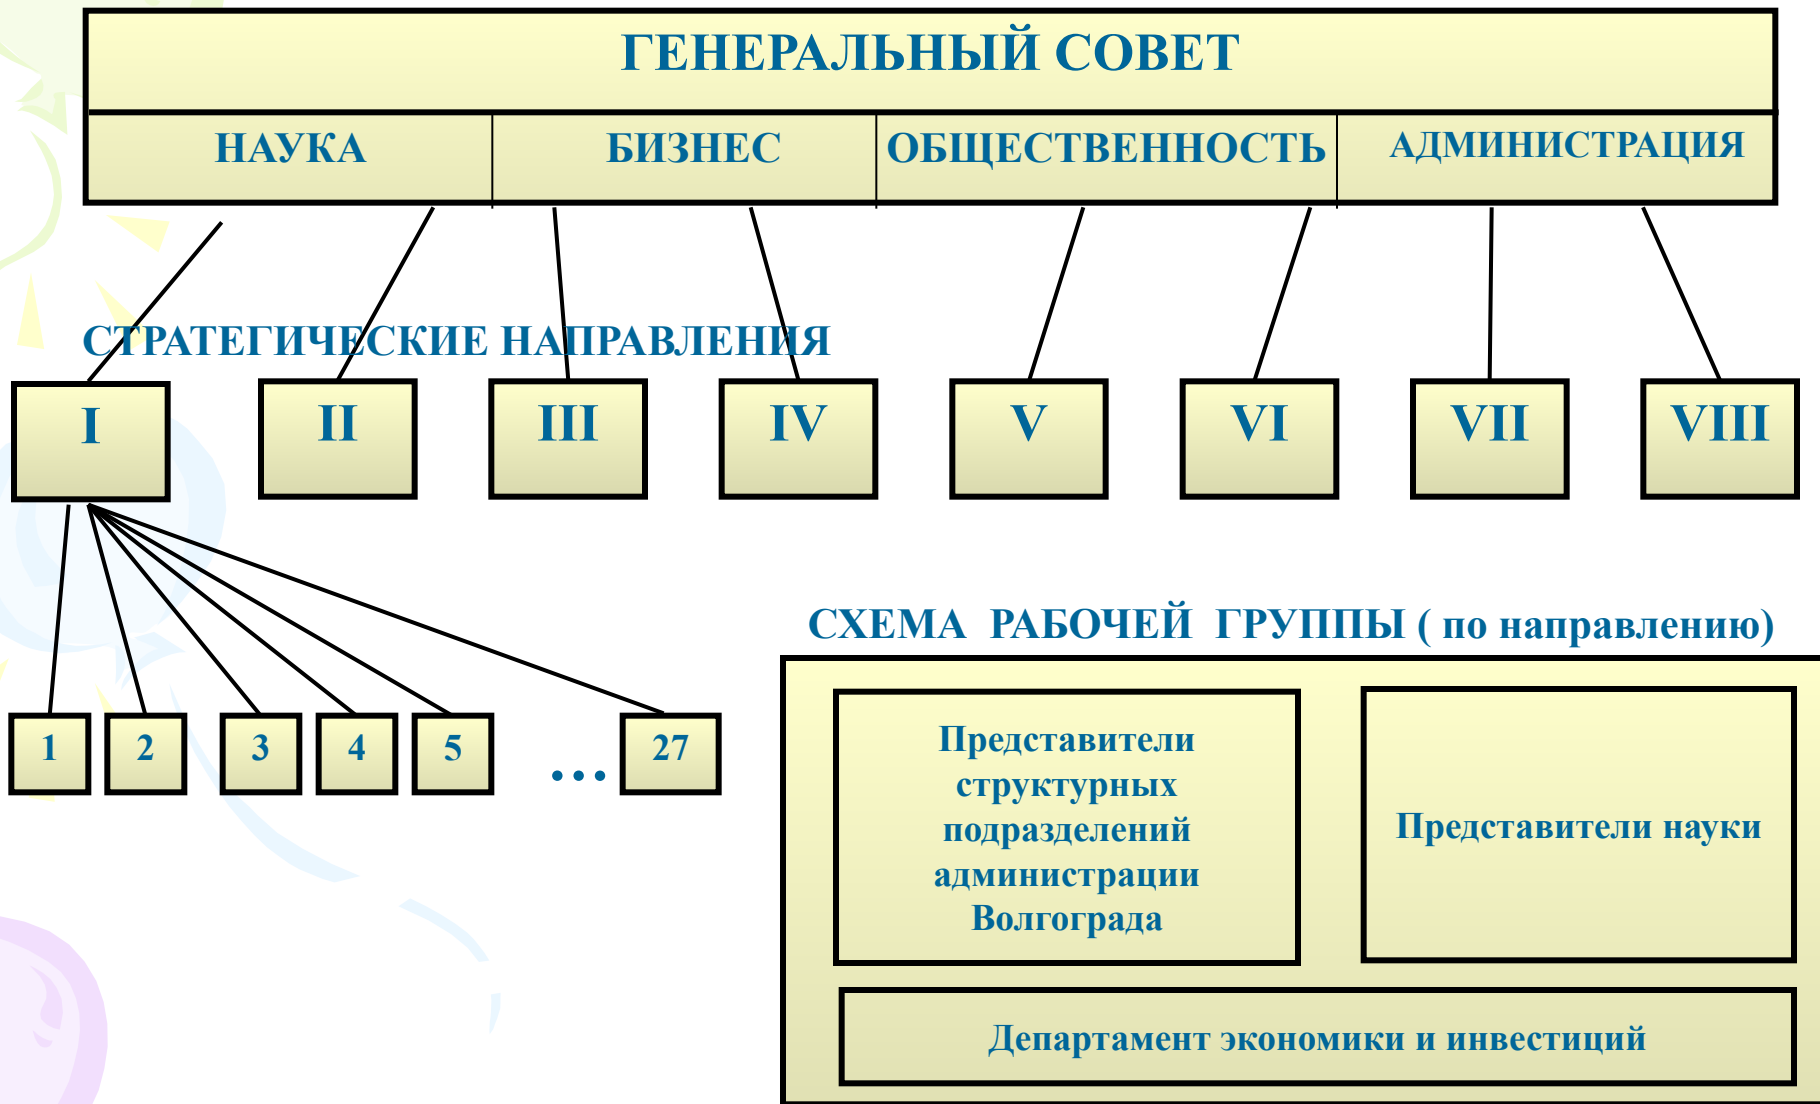 ГЕНЕРАЛЬНЫЙ СОВЕТ
НАУКА
БИЗНЕС
ОБЩЕСТВЕННОСТЬ
АДМИНИСТРАЦИЯ
СТРАТЕГИЧЕСКИЕ НАПРАВЛЕНИЯ
I
II
III
IV
V
VI
VII
VIII
1
2
3
4
5
...
27
СХЕМА РАБОЧЕЙ ГРУППЫ ( по направлению)
Представители
структурных
подразделений
администрации
Волгограда
Представители науки
Департамент экономики и инвестиций